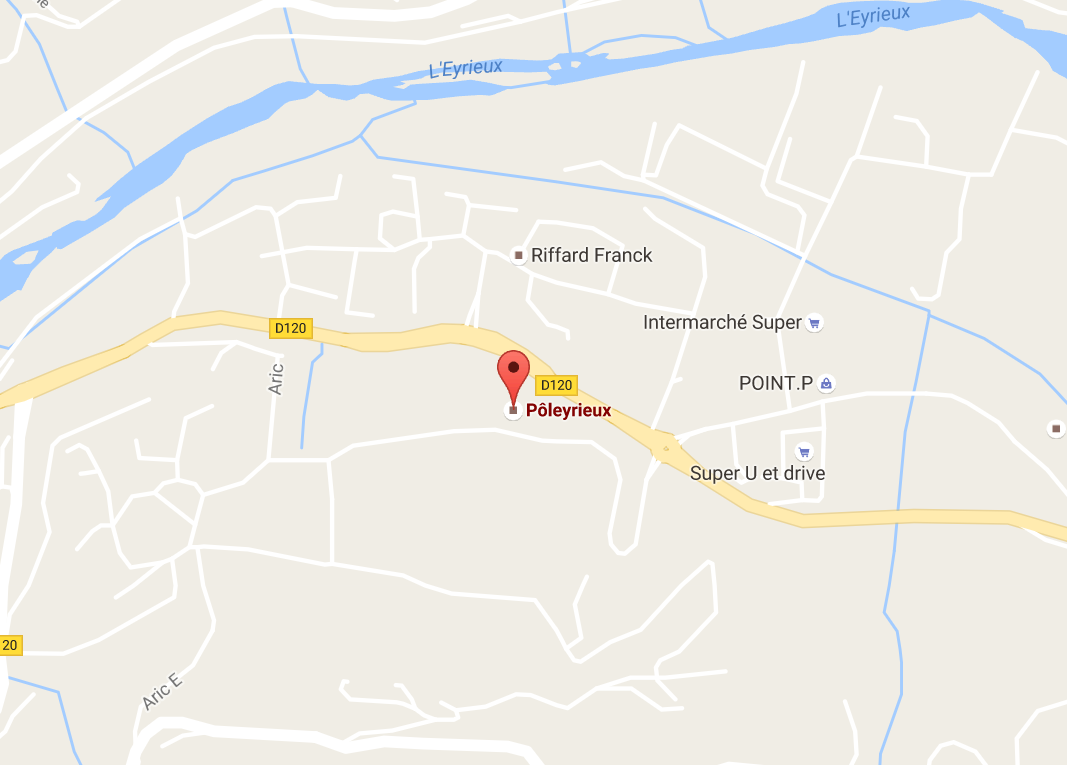 L'Eyrieux
L'Eyrieux
Riffard Franck
Intermarché Super
D120
Aric
D120
POINT.P
Pôleyrieux
Super U et drive
20
Aric E